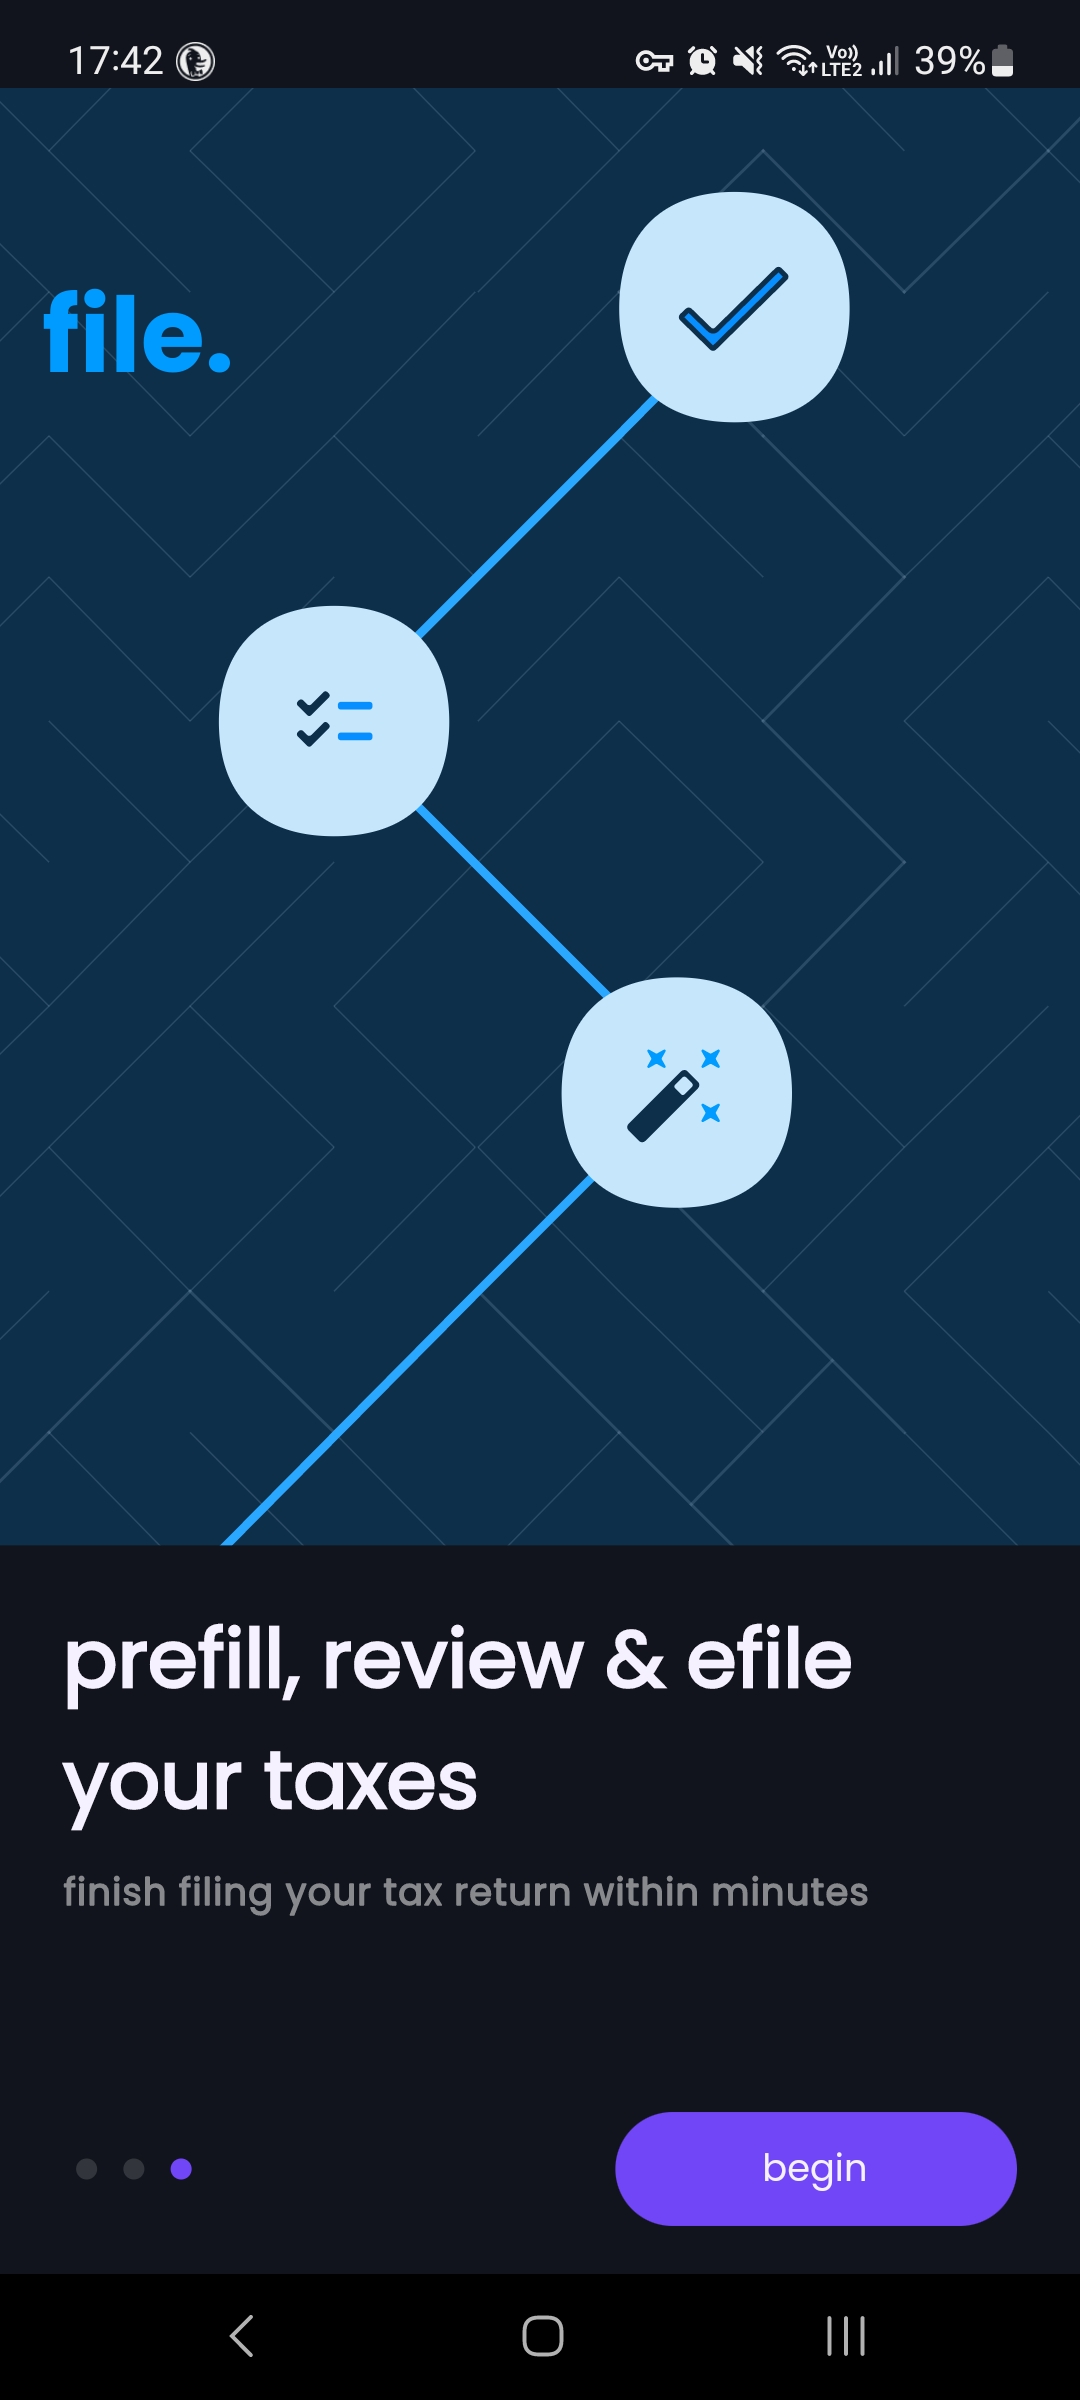 17:42
Vo)) LTE2 39%
file.
prefill, review & efile
your taxes
finish filing your tax return within minutes
begin